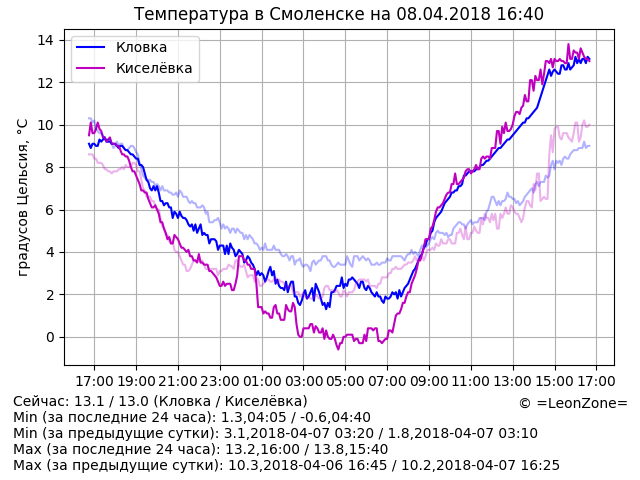 Температура в Смоленске на 08.04.2018 16:40
градусов Цельсия, °C
14
12
10
8
6
4
2
0
Кловка
Киселёвка
17:00 19:00 21:00 23:00 01:00 03:00 05:00 07:00 09:00 11:00 13:00 15:00 17:00
Сейчас: 13.1 / 13.0 (Кловка / Киселёвка)
© =LeonZone=
Min (за последние 24 часа): 1.3,04:05 / -0.6,04:40
Min (за предыдущие сутки): 3.1,2018-04-07 03:20 / 1.8,2018-04-07 03:10
Max (за последние 24 часа): 13.2,16:00 / 13.8,15:40
Max (за предыдущие сутки): 10.3,2018-04-06 16:45 / 10.2,2018-04-07 16:25